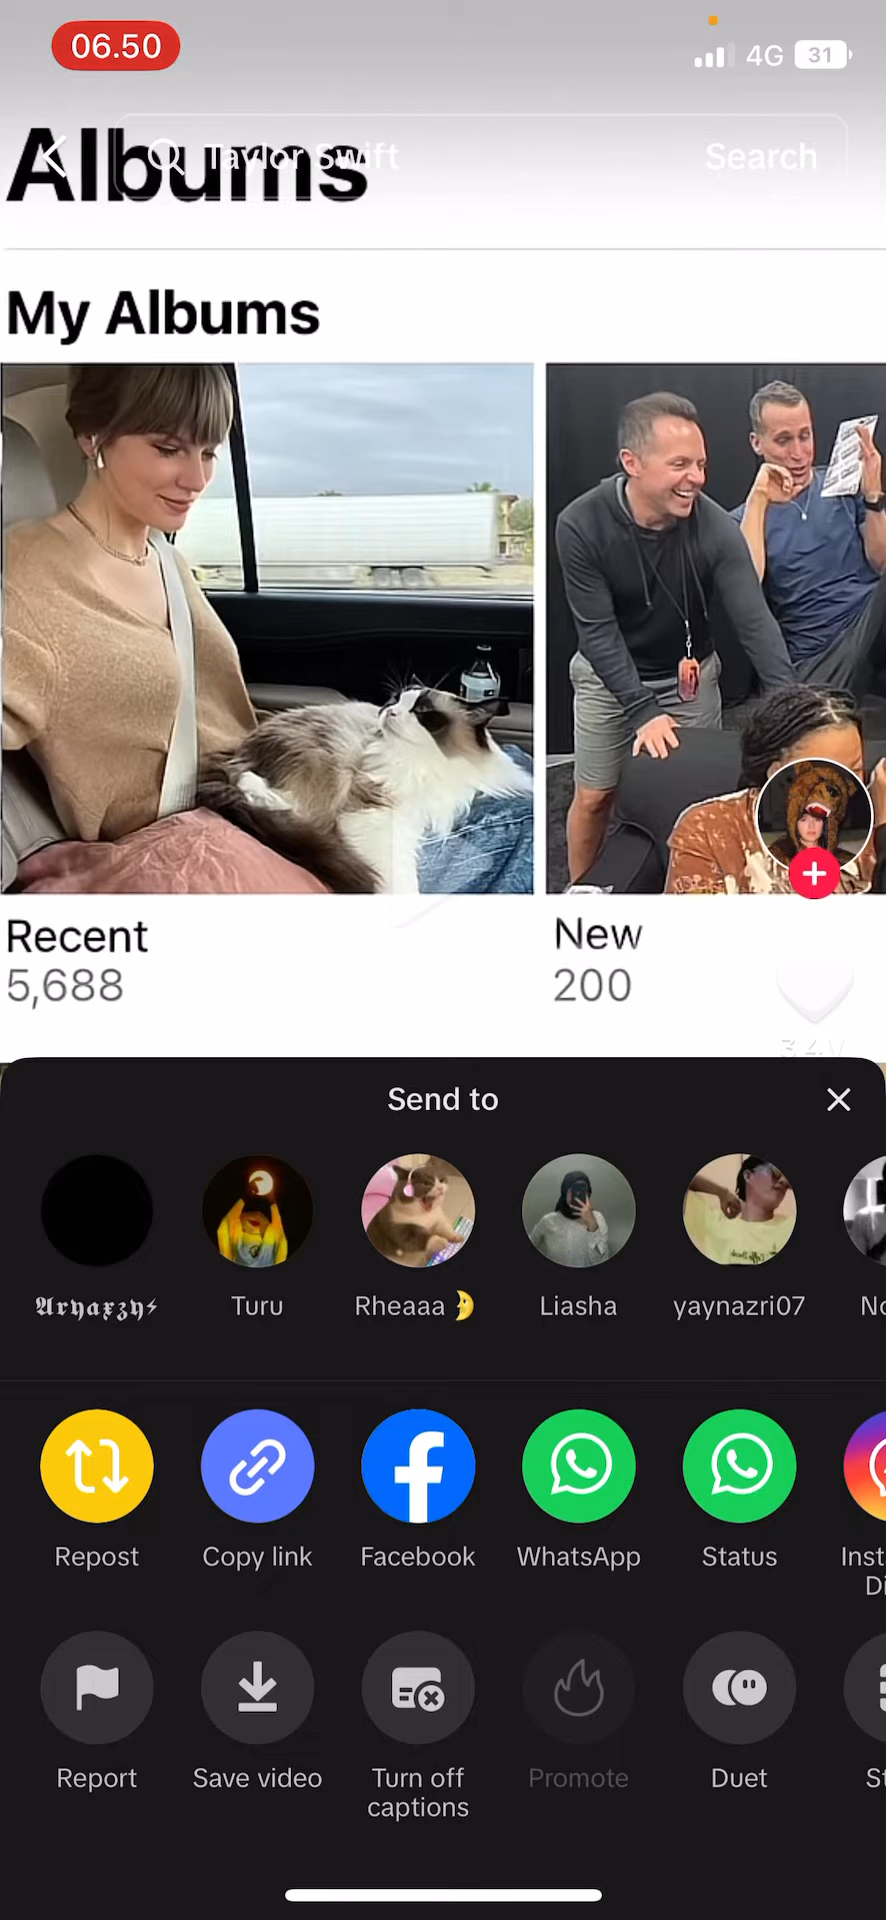 06.50
4G 31
Albums
Taylor Swift
Search
My Albums
Recent
5,688
New
200
Send to
𝕬𝖗𝖞𝖆𝖗𝖟𝖞⚡
Turu
Rheaaa 🌛
Liasha
yaynazri07
Repost
Copy link
Facebook
WhatsApp
Status
Report
Save video
Turn off
captions
Promote
Duet